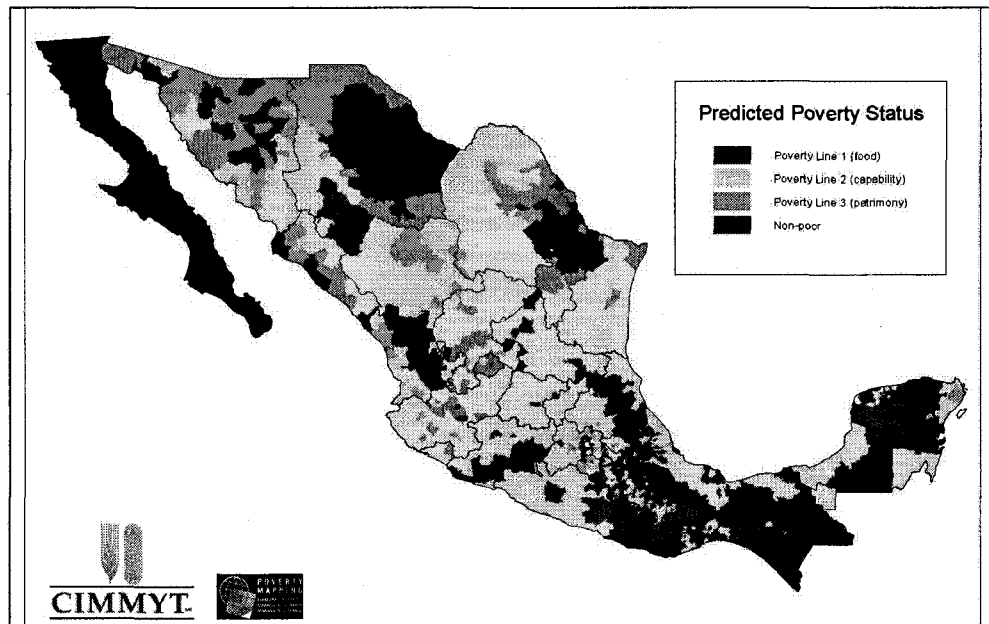 Predicted Poverty Status
Poverty Line 1 (food)
Poverty Line 2 (capability)
Poverty Line 3 (patrimony)
Non-poor
CIMMYT
POVERTY
MAPPING